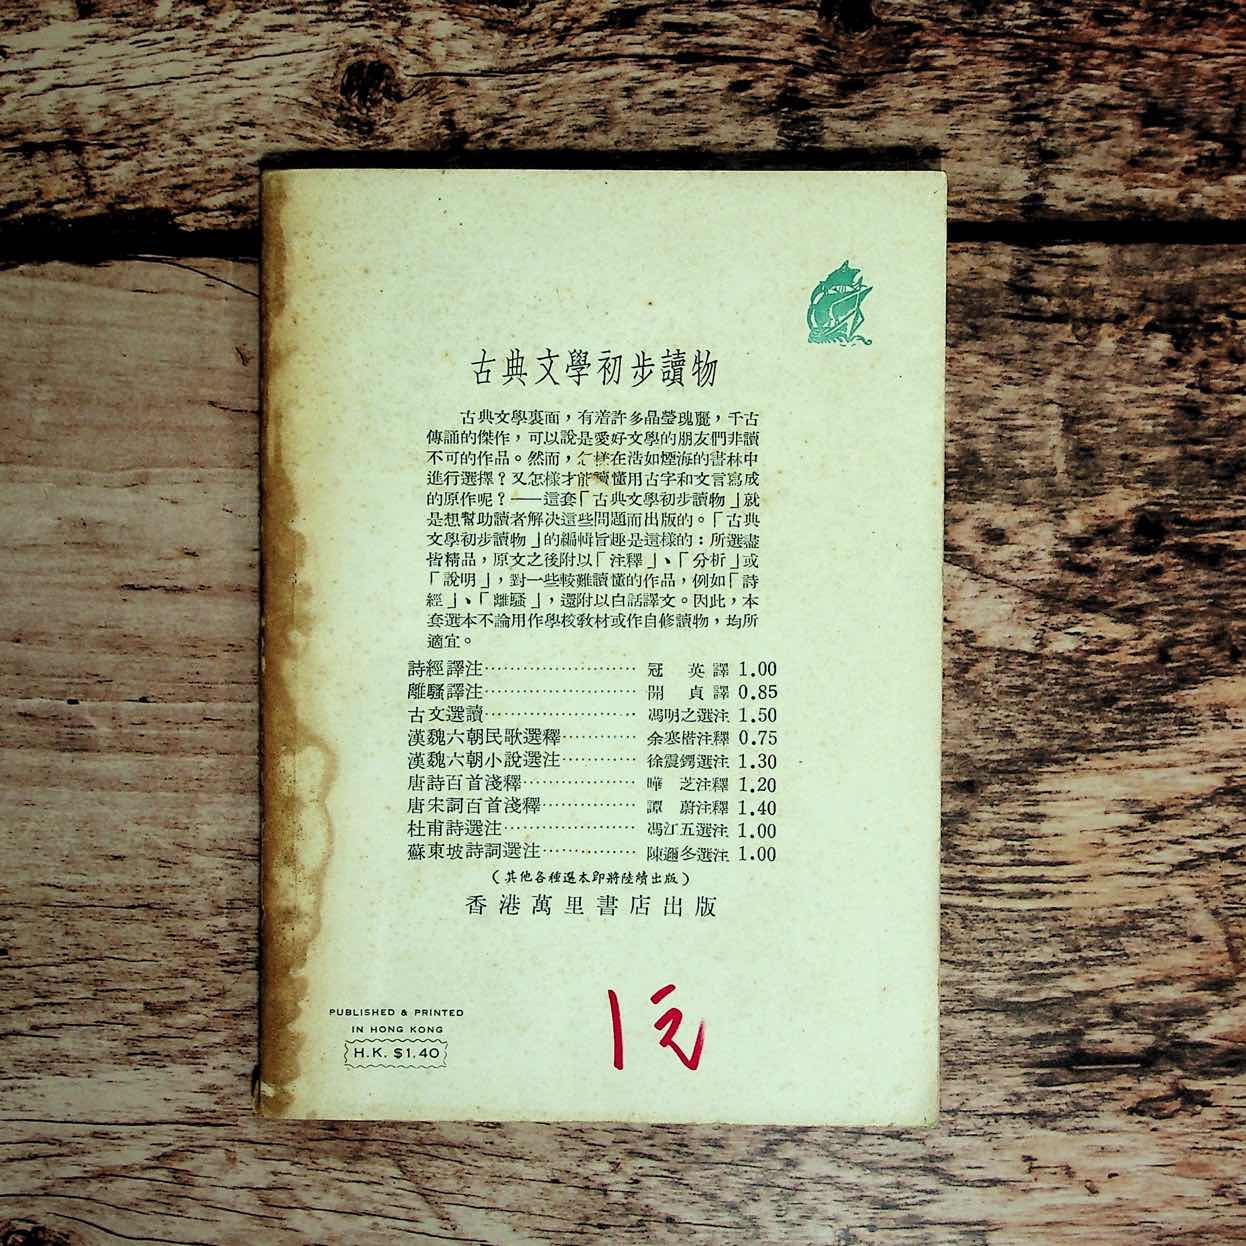 古典文學初步讀物
古典文學裏面，有着許多晶瑩瑰麗，千古
傳誦的傑作，可以說是愛好文學的朋友們非讀
不可的作品。然而，怎樣在浩如煙海的書林中
進行選擇？又怎樣才能讀懂用古字和文言寫成
的原作呢？——這套「古典文學初步讀物」就
是想幫助讀者解決這些問題而出版的。「古典
文學初步讀物」的編輯旨趣是這樣的：所選盡
皆精品，原文之後附以「注釋」、「分析」或
「說明」，對一些較難讀懂的作品，例如「詩
經」、「離騷」，還附以白話譯文。因此，本
套選本不論用作學校教材或作自修讀物，均所
適宜。
詩經譯注⋯⋯⋯⋯⋯⋯⋯冠　英譯 1.00
離騷譯注⋯⋯⋯⋯⋯⋯⋯開　貞譯 0.85
古文選讀⋯⋯⋯⋯⋯⋯⋯馮明之選注 1.50
漢魏六朝民歌選釋⋯⋯⋯余寒偕注釋 0.75
漢魏六朝小說選注⋯⋯⋯徐震鍔選注 1.30
唐詩百首淺釋⋯⋯⋯⋯⋯曄　芝注釋 1.20
唐宋詞百首淺釋⋯⋯⋯⋯譚　蔚注釋 1.40
杜甫詩選注⋯⋯⋯⋯⋯⋯馮江五選注 1.00
蘇東坡詩詞選注⋯⋯⋯⋯陳邇冬選注 1.00
（其他各種選本即將陸續出版）
香港萬里書店出版
1元
PUBLISHED & PRINTED
IN HONG KONG
H.K. $1.40